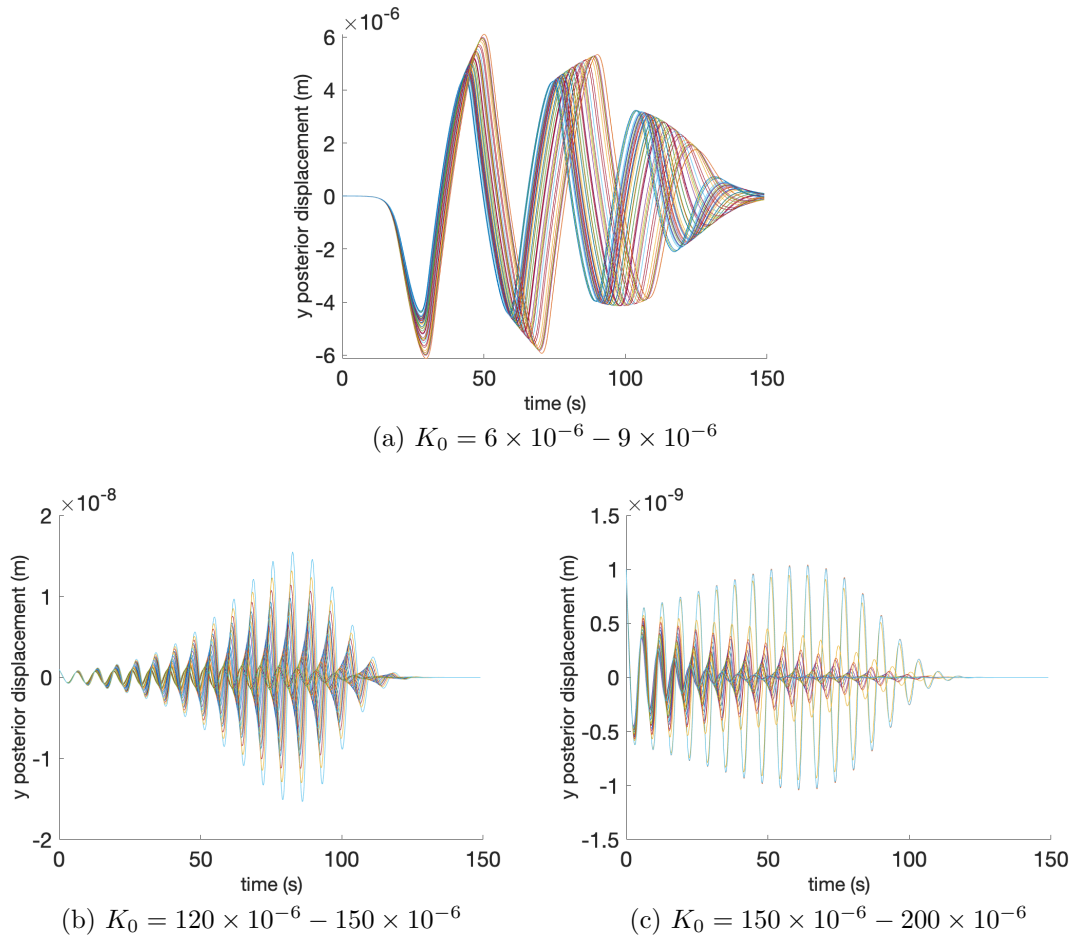 ×10⁻⁶
6
4
2
0
-2
-4
-6
y posterior displacement (m)
0 50 100 150
time (s)
(a) K₀ = 6 × 10⁻⁶ − 9 × 10⁻⁶
×10⁻⁸
2
1
0
-1
-2
y posterior displacement (m)
0 50 100 150
time (s)
(b) K₀ = 120 × 10⁻⁶ − 150 × 10⁻⁶
×10⁻⁹
1.5
1
0.5
0
-0.5
-1
-1.5
y posterior displacement (m)
0 50 100 150
time (s)
(c) K₀ = 150 × 10⁻⁶ − 200 × 10⁻⁶